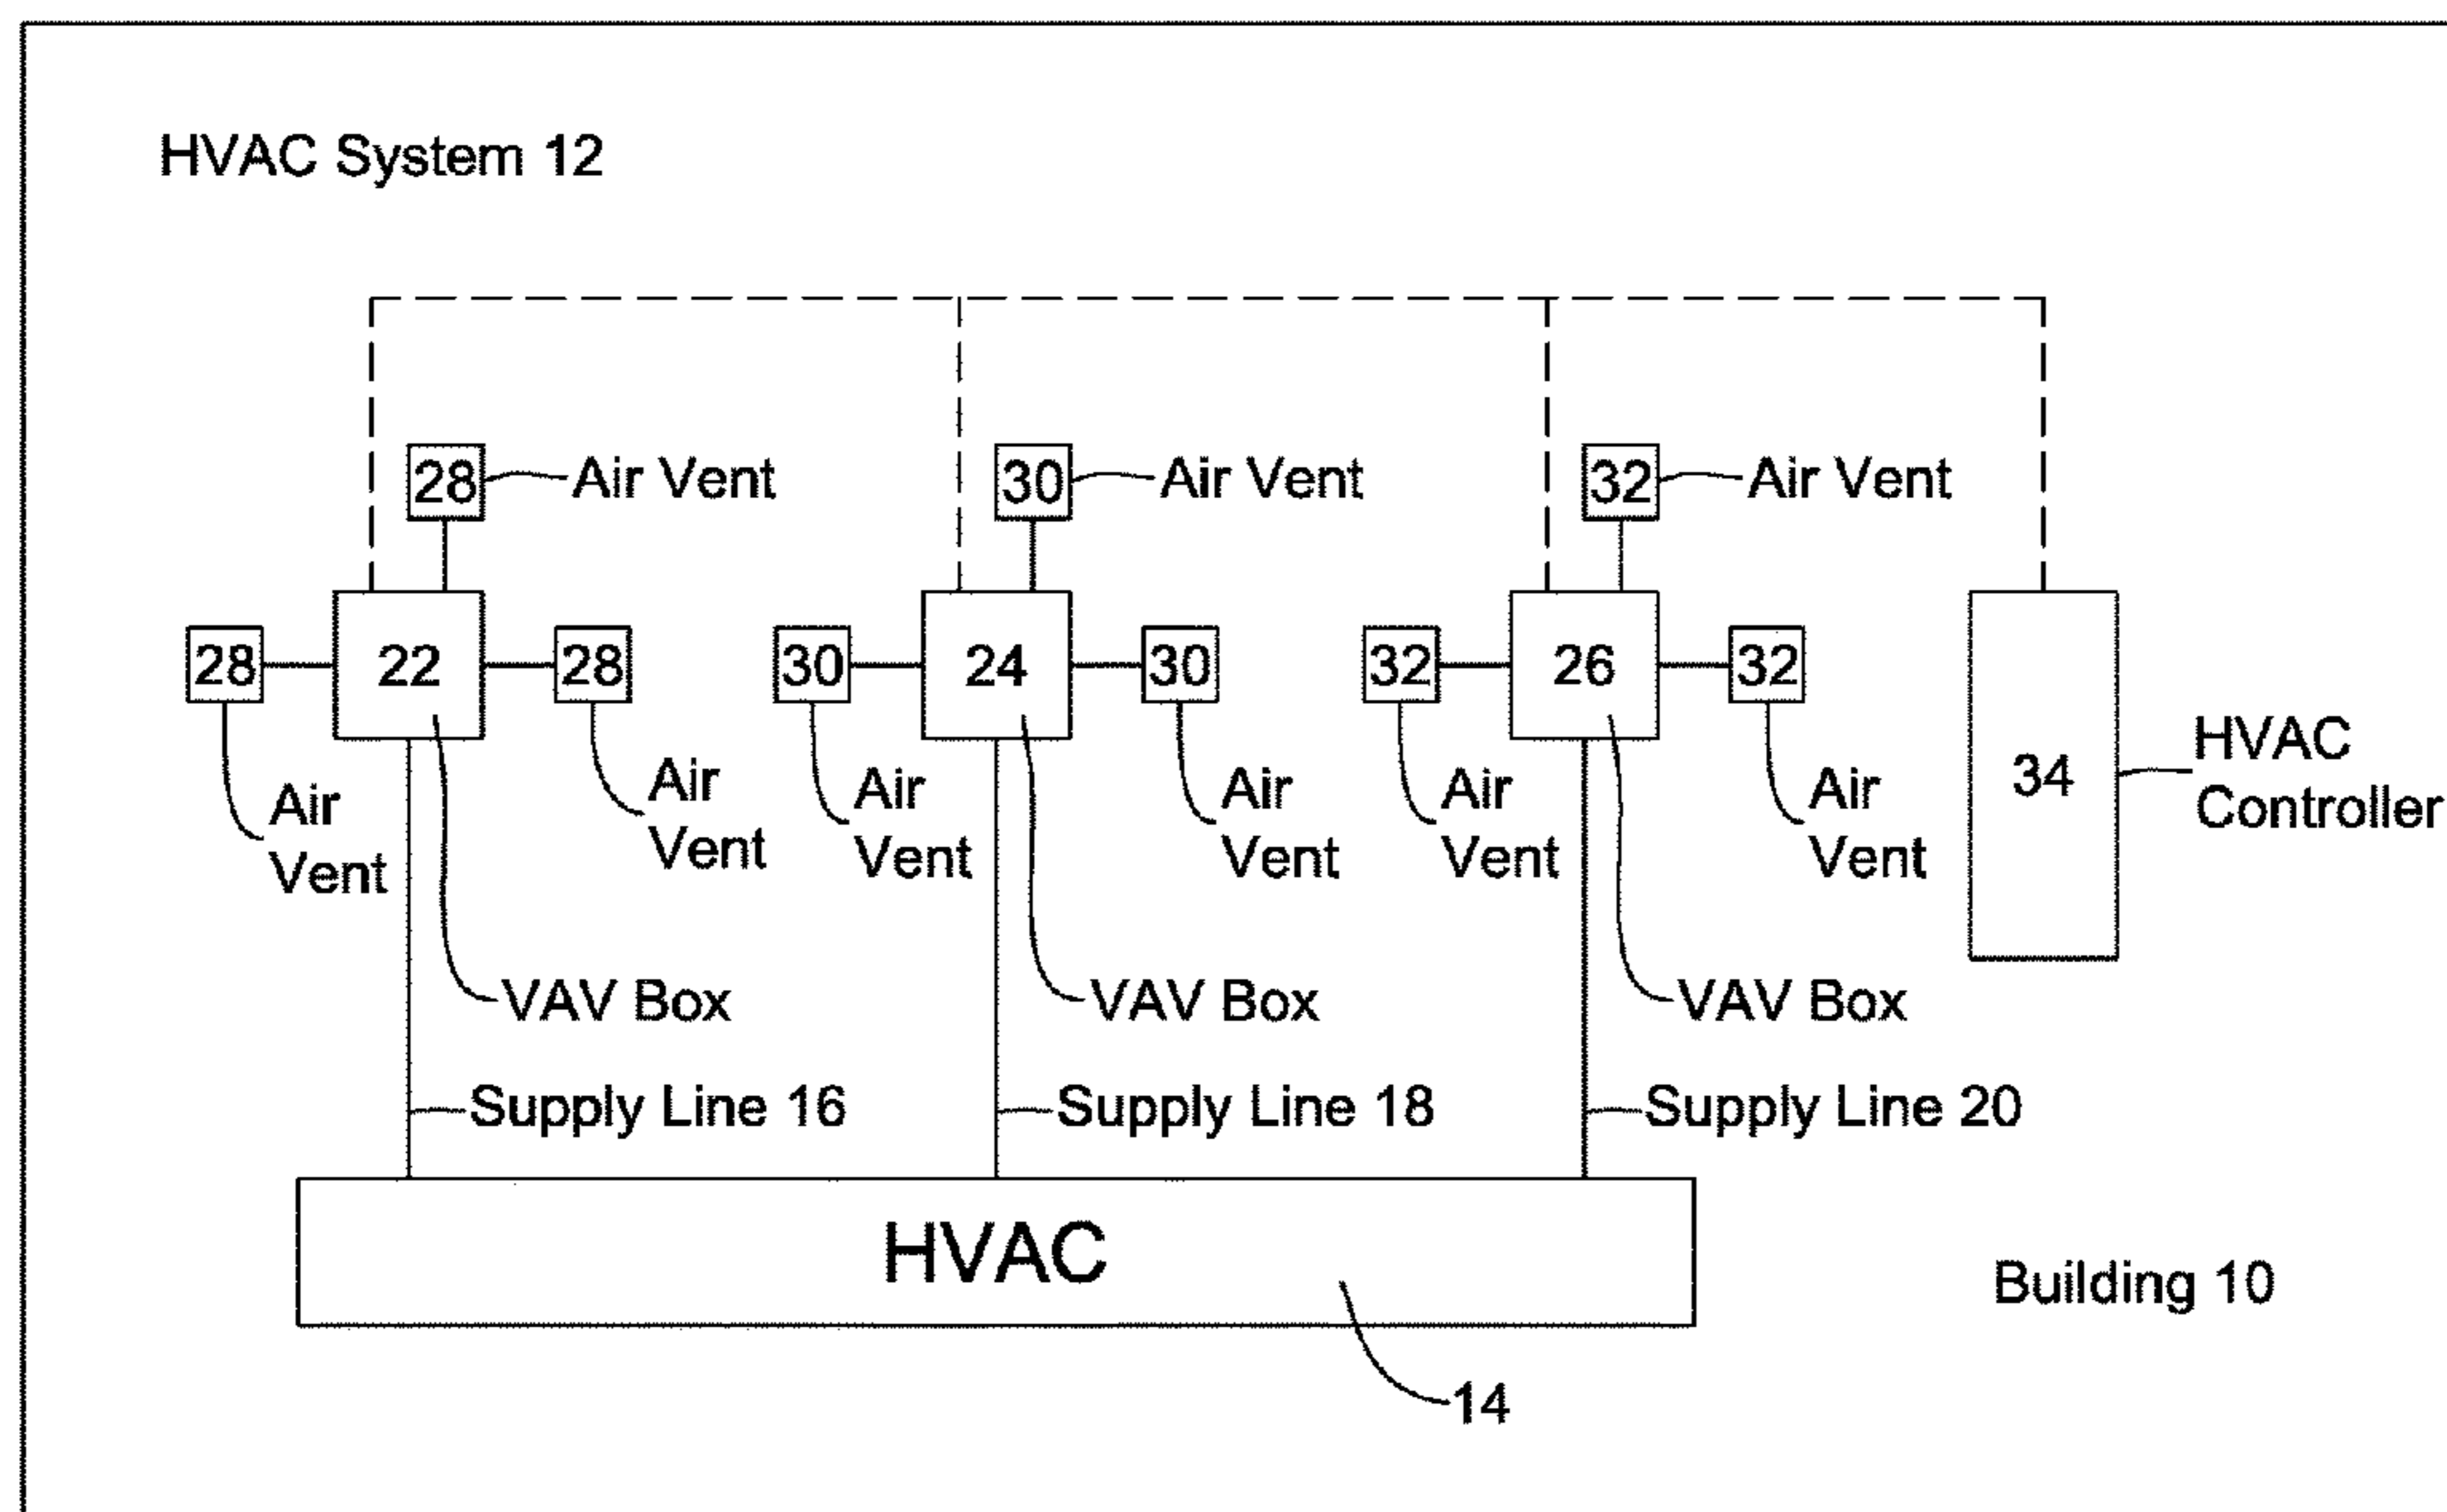 HVAC System 12
28
Air Vent
30
Air Vent
32
Air Vent
28
22
28
30
24
30
32
26
32
34
HVAC
Controller
Air
Vent
Air
Vent
Air
Vent
Air
Vent
Air
Vent
Air
Vent
VAV Box
VAV Box
VAV Box
Supply Line 16
Supply Line 18
Supply Line 20
HVAC
Building 10
14